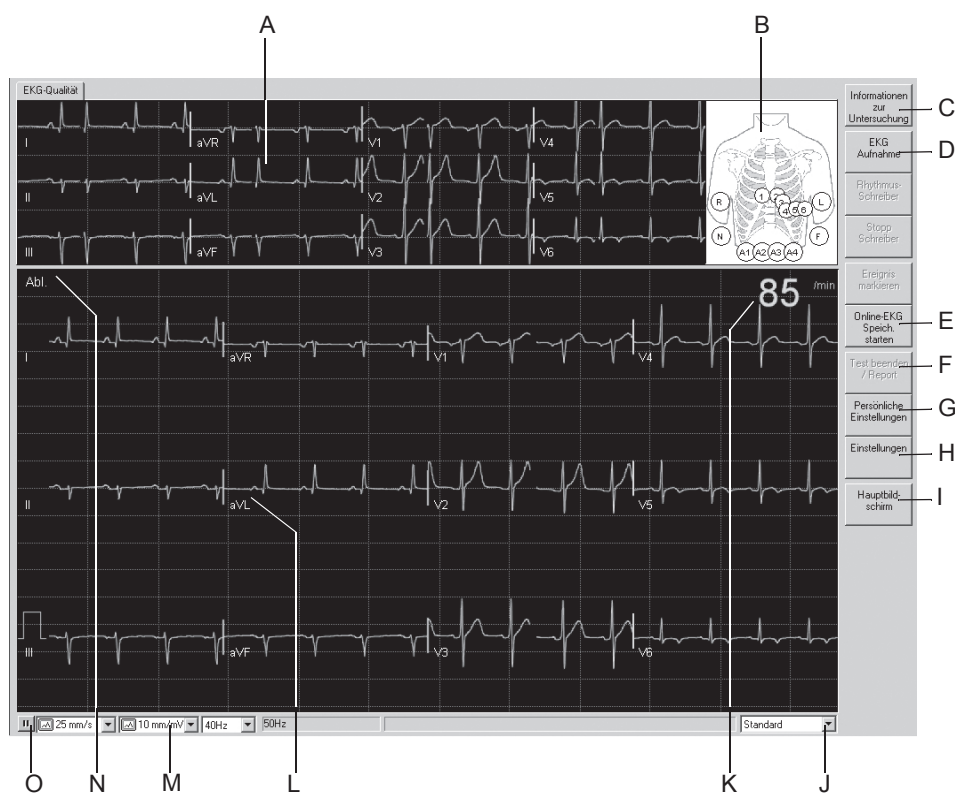 A
B
EKG-Qualität
I
aVR
V1
V4
II
aVL
V2
V5
III
aVF
V3
V6
1
2
3
4
5
6
R
L
N
F
A1 A2 A3 A4
Informationen
zur
Untersuchung
C
EKG
Aufnahme
D
Rhythmus-
Schreiber
Stopp
Schreiber
Ereignis
markieren
Online-EKG
Speich.
starten
E
Test beenden
/ Report
F
Persönliche
Einstellungen
G
Einstellungen
H
Hauptbild-
schirm
I
Abl.
85 /min
I
aVR
V1
V4
II
aVL
V2
V5
III
aVF
V3
V6
25 mm/s
10 mm/mV
40Hz
50Hz
Standard
O
N
M
L
K
J